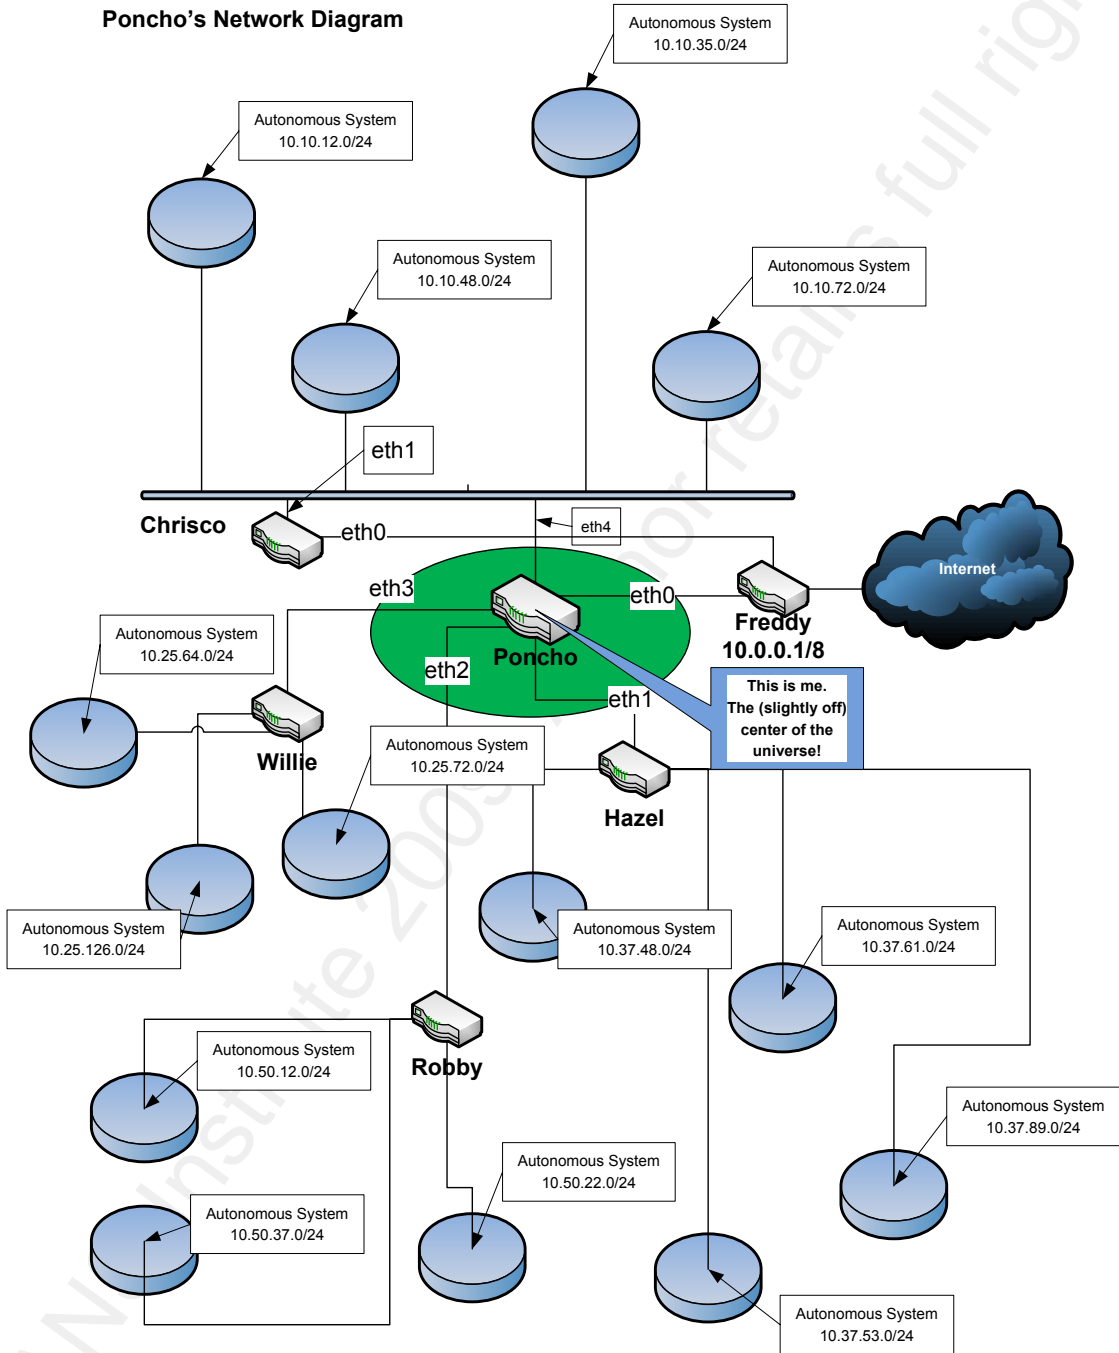 Poncho's Network Diagram
Autonomous System
10.10.35.0/24
Autonomous System
10.10.12.0/24
Autonomous System
10.10.48.0/24
Autonomous System
10.10.72.0/24
eth1
Chrisco
eth0
eth4
Internet
eth3
eth0
Freddy
10.0.0.1/8
Autonomous System
10.25.64.0/24
Poncho
eth2
eth1
This is me.
The (slightly off)
center of the
universe!
Willie
Autonomous System
10.25.72.0/24
Hazel
Autonomous System
10.25.126.0/24
Autonomous System
10.37.48.0/24
Autonomous System
10.37.61.0/24
Robby
Autonomous System
10.50.12.0/24
Autonomous System
10.37.89.0/24
Autonomous System
10.50.22.0/24
Autonomous System
10.50.37.0/24
Autonomous System
10.37.53.0/24